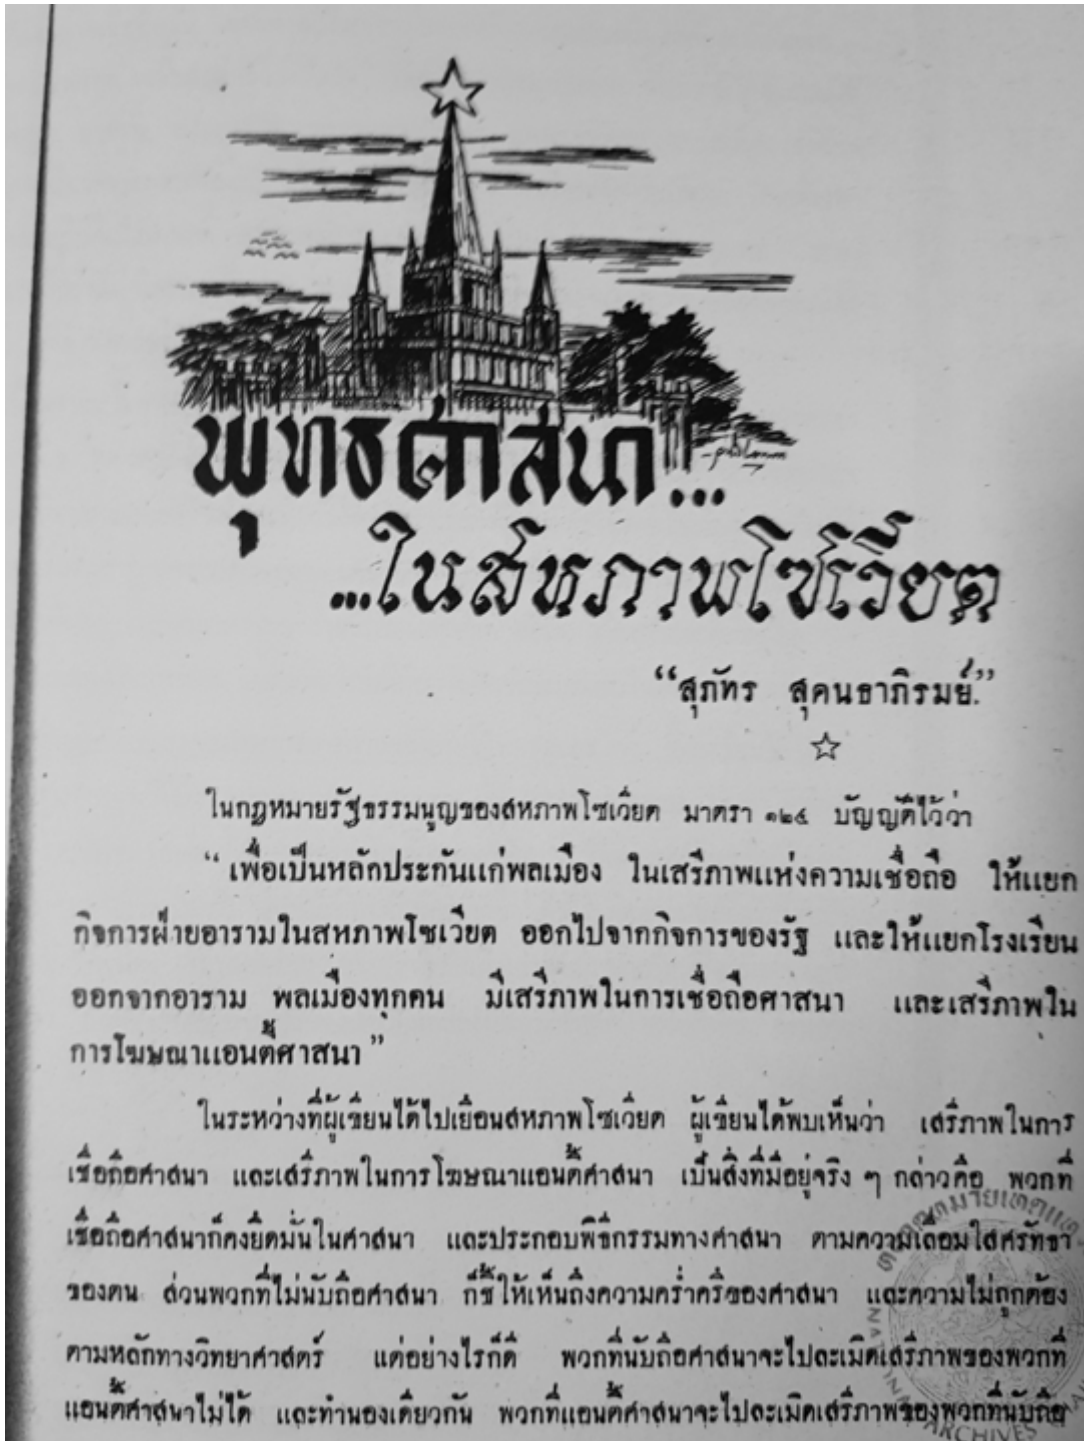 พุทธศาสนา...
...ในสหภาพโซเวียต
“สุภัทร สุคนธาภิรมย์.”
ในกฎหมายรัฐธรรมนูญของสหภาพโซเวียต มาตรา ๑๒๔ บัญญัติไว้ว่า
“ เพื่อเป็นหลักประกันแก่พลเมือง ในเสรีภาพแห่งความเชื่อถือ ให้แยก
กิจการฝ่ายอารามในสหภาพโซเวียต ออกไปจากกิจการของรัฐ และให้แยกโรงเรียน
ออกจากอาราม พลเมืองทุกคน มีเสรีภาพในการเชื่อถือศาสนา และเสรีภาพใน
การโฆษณาแอนตี้ศาสนา ”
ในระหว่างที่ผู้เขียนได้ไปเยือนสหภาพโซเวียต ผู้เขียนได้พบเห็นว่า เสรีภาพในการ
เชื่อถือศาสนา และเสรีภาพในการโฆษณาแอนตี้ศาสนา เป็นสิ่งที่มีอยู่จริง ๆ กล่าวคือ พวกที่
เชื่อถือศาสนาก็คงยึดมั่นในศาสนา และประกอบพิธีกรรมทางศาสนา ตามความเลื่อมใสศรัทธา
ของตน ส่วนพวกที่ไม่นับถือศาสนา ก็ชี้ให้เห็นถึงความคร่ำครึของศาสนา และความไม่ถูกต้อง
ตามหลักทางวิทยาศาสตร์ แต่อย่างไรก็ดี พวกที่นับถือศาสนาจะไปละเมิดเสรีภาพของพวกที่
แอนตี้ศาสนาไม่ได้ และทำนองเดียวกัน พวกที่แอนตี้ศาสนาจะไปละเมิดเสรีภาพของพวกที่นับถือ
ARCHIVES